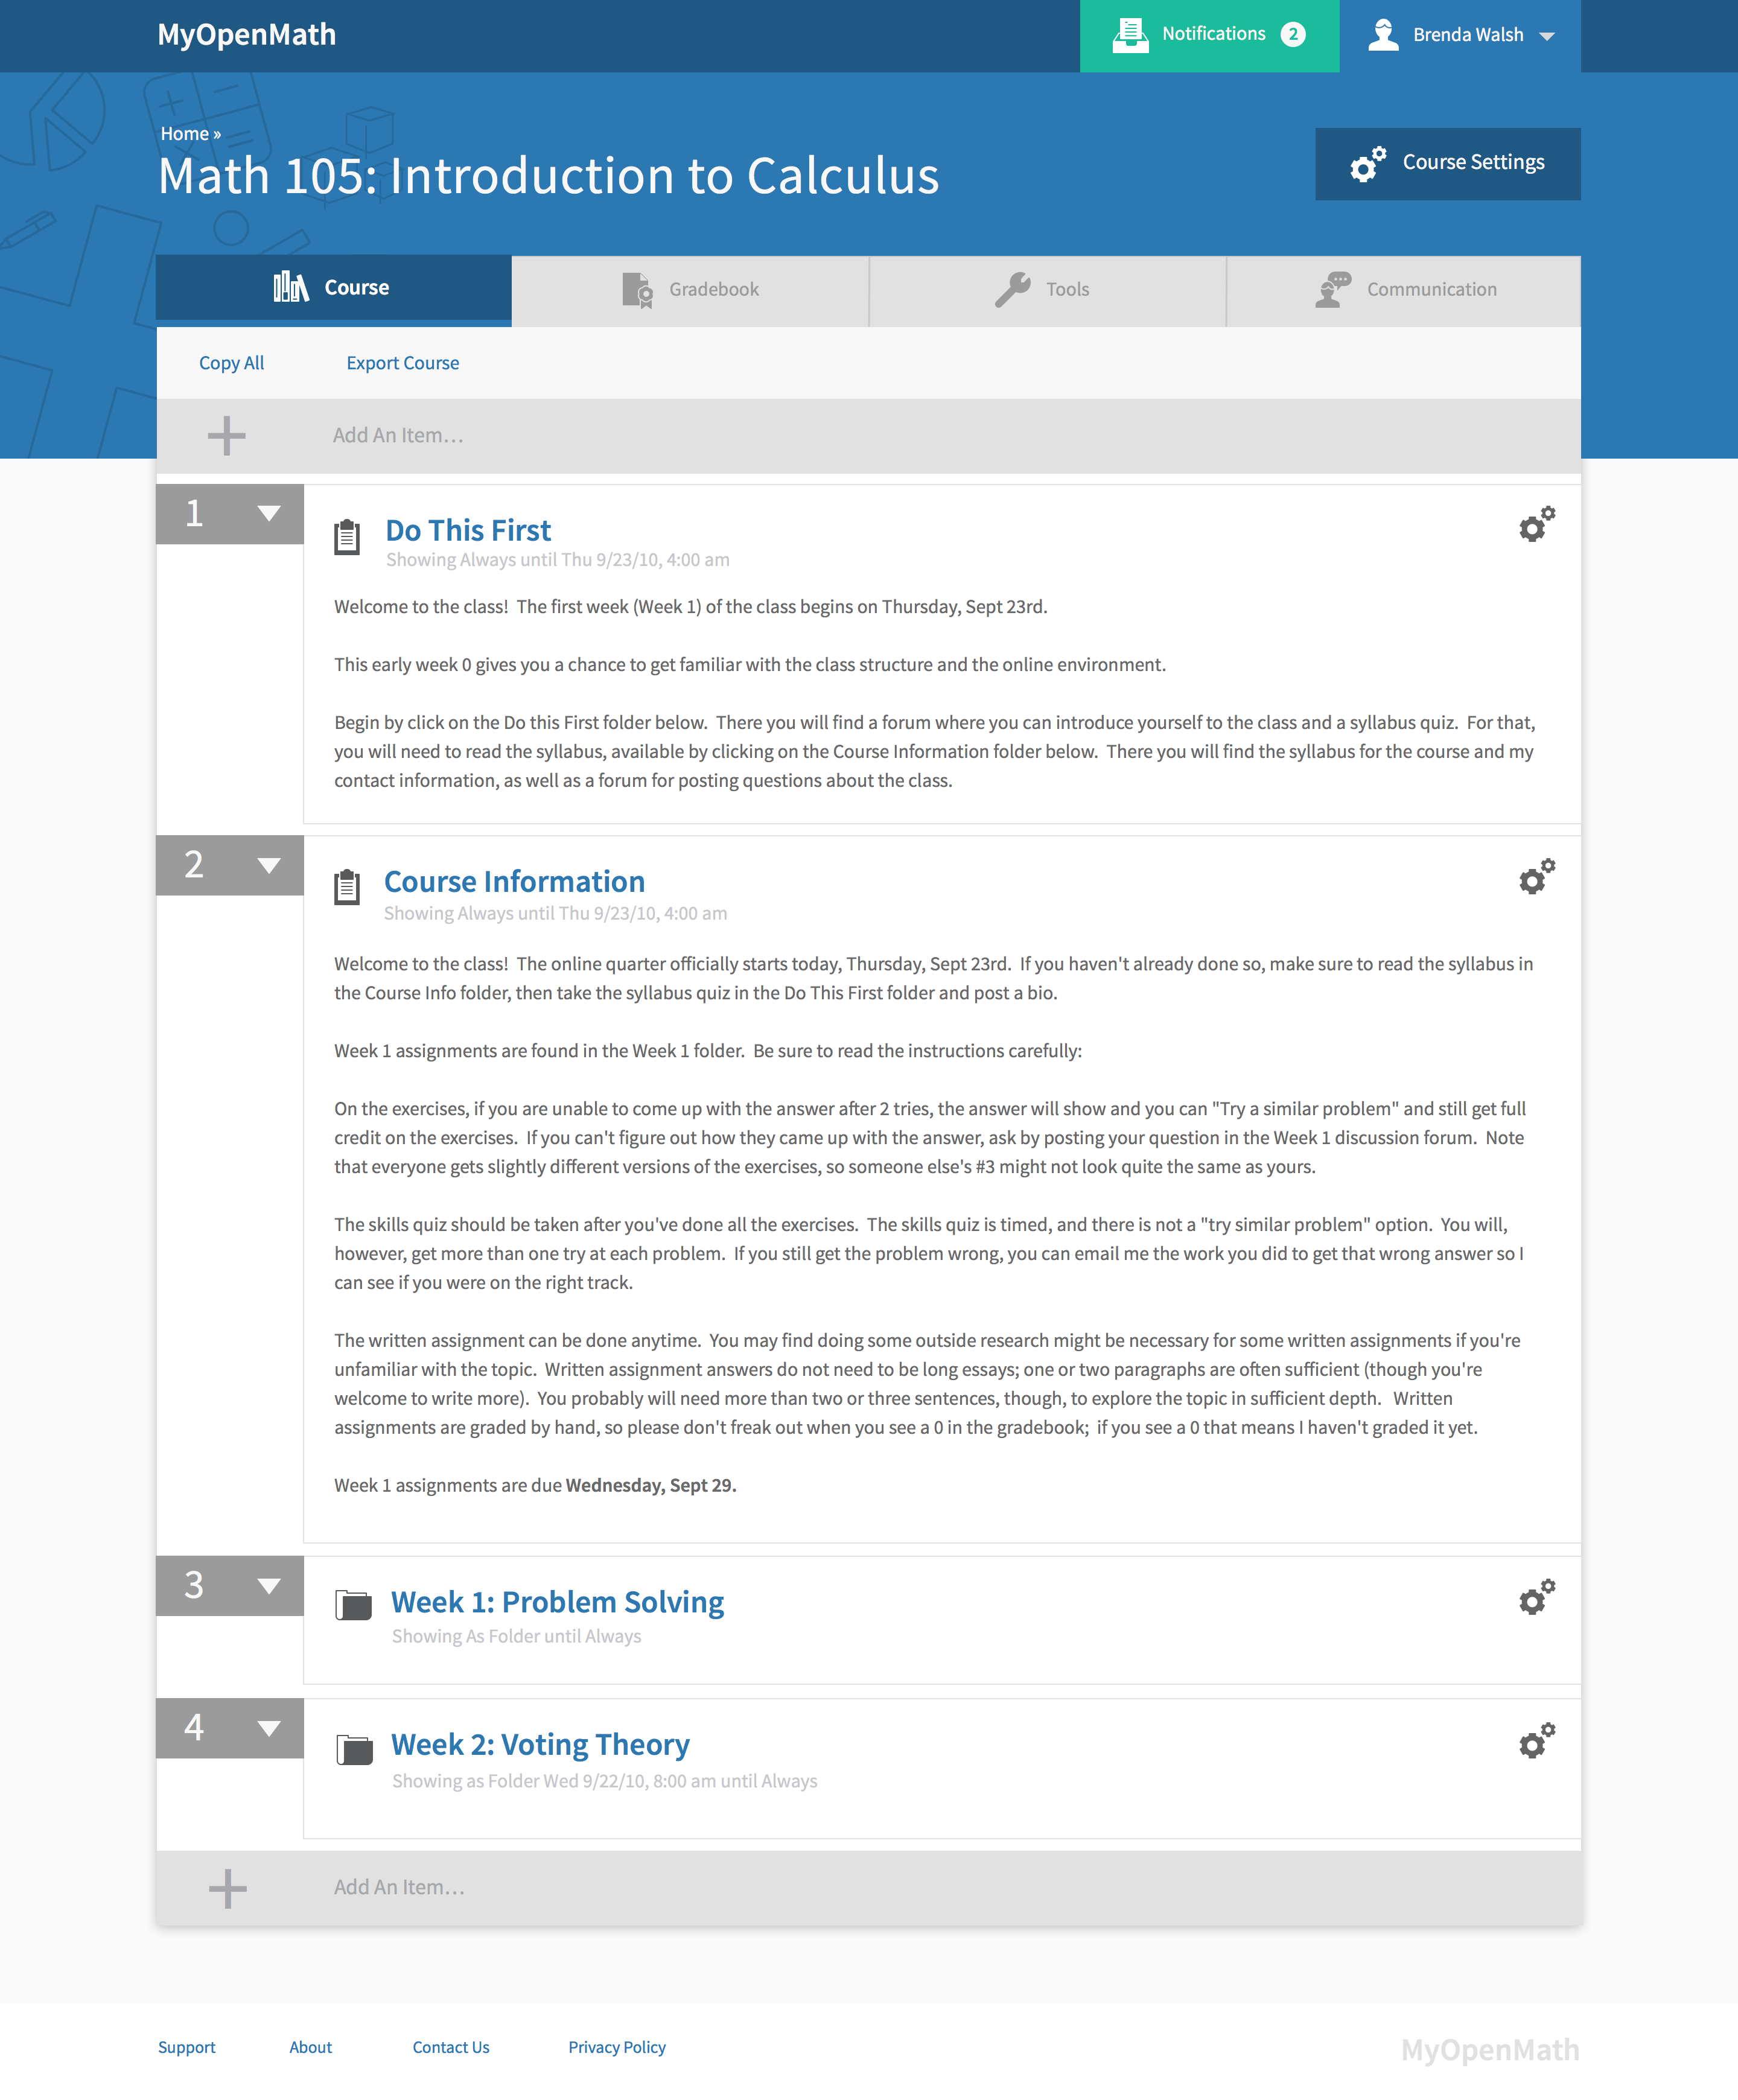 MyOpenMath
Notifications 2
Brenda Walsh
Home »
Math 105: Introduction to Calculus
Course Settings
Course
Gradebook
Tools
Communication
Copy All
Export Course
Add An Item…
1
Do This First
Showing Always until Thu 9/23/10, 4:00 am
Welcome to the class!  The first week (Week 1) of the class begins on Thursday, Sept 23rd.
This early week 0 gives you a chance to get familiar with the class structure and the online environment.
Begin by click on the Do this First folder below.  There you will find a forum where you can introduce yourself to the class and a syllabus quiz.  For that,
you will need to read the syllabus, available by clicking on the Course Information folder below.  There you will find the syllabus for the course and my
contact information, as well as a forum for posting questions about the class.
2
Course Information
Showing Always until Thu 9/23/10, 4:00 am
Welcome to the class!  The online quarter officially starts today, Thursday, Sept 23rd.  If you haven't already done so, make sure to read the syllabus in
the Course Info folder, then take the syllabus quiz in the Do This First folder and post a bio.
Week 1 assignments are found in the Week 1 folder.  Be sure to read the instructions carefully:
On the exercises, if you are unable to come up with the answer after 2 tries, the answer will show and you can "Try a similar problem" and still get full
credit on the exercises.  If you can't figure out how they came up with the answer, ask by posting your question in the Week 1 discussion forum.  Note
that everyone gets slightly different versions of the exercises, so someone else's #3 might not look quite the same as yours.
The skills quiz should be taken after you've done all the exercises.  The skills quiz is timed, and there is not a "try similar problem" option.  You will,
however, get more than one try at each problem.  If you still get the problem wrong, you can email me the work you did to get that wrong answer so I
can see if you were on the right track.
The written assignment can be done anytime.  You may find doing some outside research might be necessary for some written assignments if you're
unfamiliar with the topic.  Written assignment answers do not need to be long essays; one or two paragraphs are often sufficient (though you're
welcome to write more).  You probably will need more than two or three sentences, though, to explore the topic in sufficient depth.   Written
assignments are graded by hand, so please don't freak out when you see a 0 in the gradebook;  if you see a 0 that means I haven't graded it yet.
Week 1 assignments are due Wednesday, Sept 29.
3
Week 1: Problem Solving
Showing As Folder until Always
4
Week 2: Voting Theory
Showing as Folder Wed 9/22/10, 8:00 am until Always
Add An Item…
Support
About
Contact Us
Privacy Policy
MyOpenMath